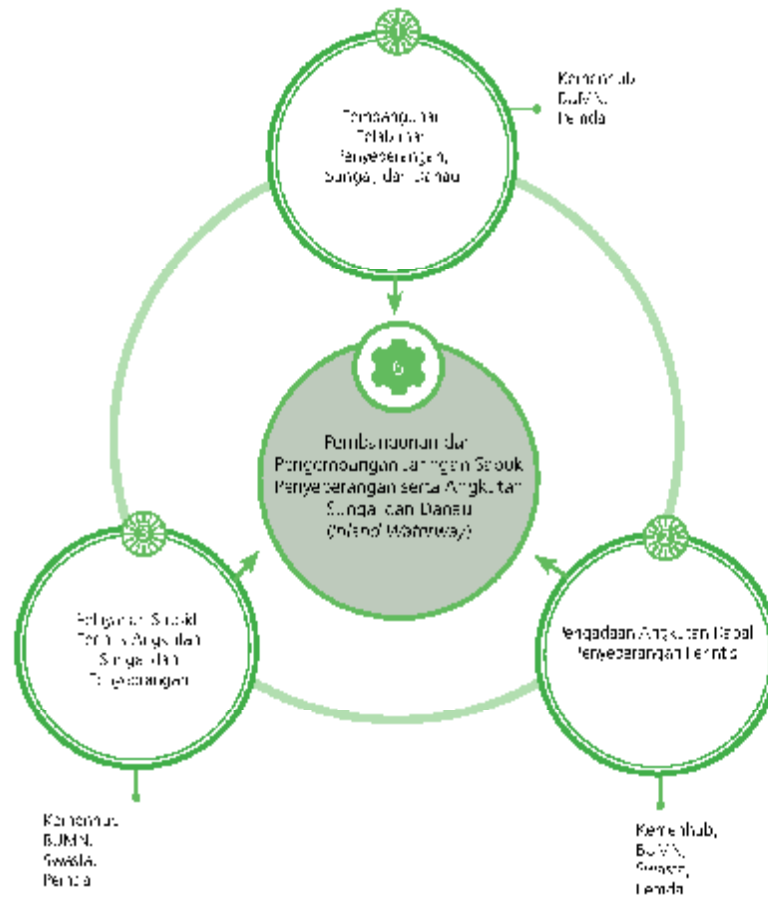 1
Kemenhub,
BUMN,
Pemda
Pembangunan
Pelabuhan
Penyeberangan,
Sungai, dan Danau
6
Pembangunan dan
Pengembangan Jaringan Sabuk
Penyeberangan serta Angkutan
Sungai dan Danau
(Inland Waterway)
3
Subsidi
Perintis Angkutan
Sungai dan
Penyeberangan
2
Pengadaan Angkutan Kapal
Penyeberangan Perintis
Kemenhub,
BUMN,
Swasta,
Pemda
Kemenhub,
BUMN,
Swasta,
Pemda